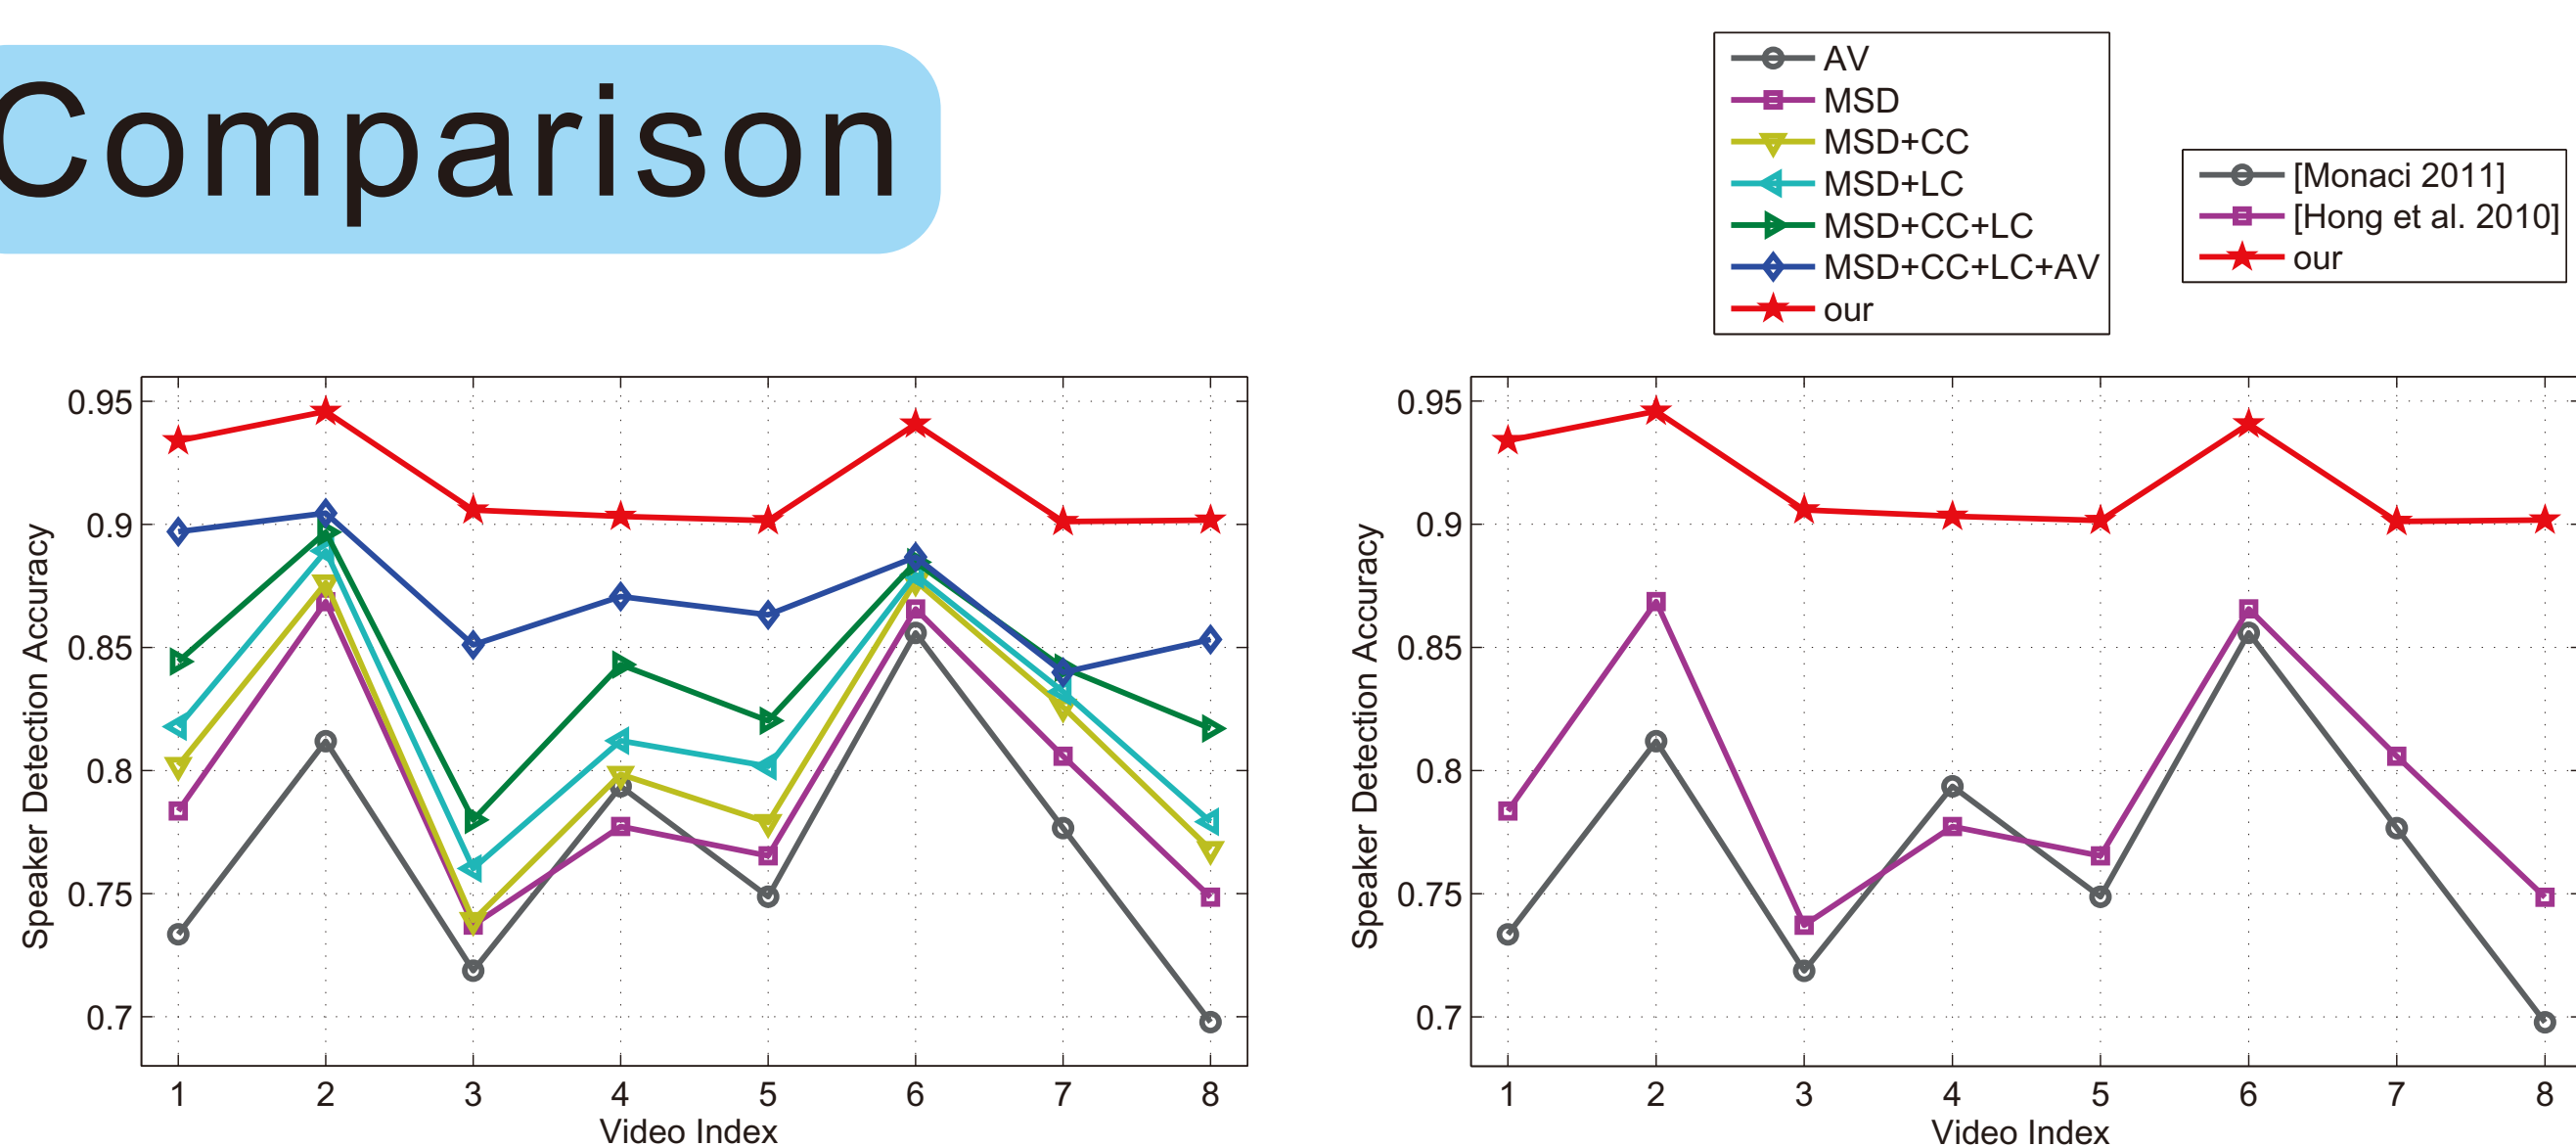 Comparison
AV
MSD
MSD+CC
MSD+LC
MSD+CC+LC
MSD+CC+LC+AV
our
[Monaci 2011]
[Hong et al. 2010]
our
Speaker Detection Accuracy
0.95
0.9
0.85
0.8
0.75
0.7
1 2 3 4 5 6 7 8
Video Index
Speaker Detection Accuracy
0.95
0.9
0.85
0.8
0.75
0.7
1 2 3 4 5 6 7 8
Video Index